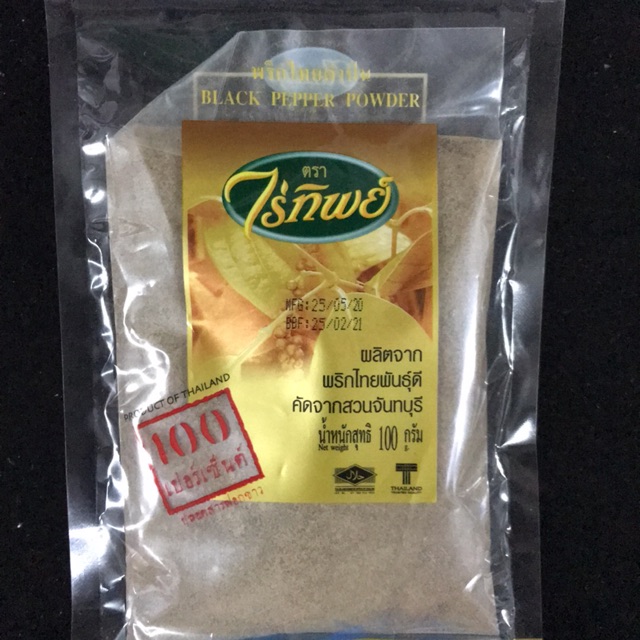 พริกไทยดำป่น
BLACK PEPPER POWDER
ตรา
ไร่ทิพย์
MFG:25/05/20
BBF:25/02/21
ผลิตจาก
พริกไทยพันธุ์ดี
คัดจากสวนจันทบุรี
น้ำหนักสุทธิ 100 กรัม
Net weight g.
PRODUCT OF THAILAND
100
เปอร์เซ็นต์
THAILAND